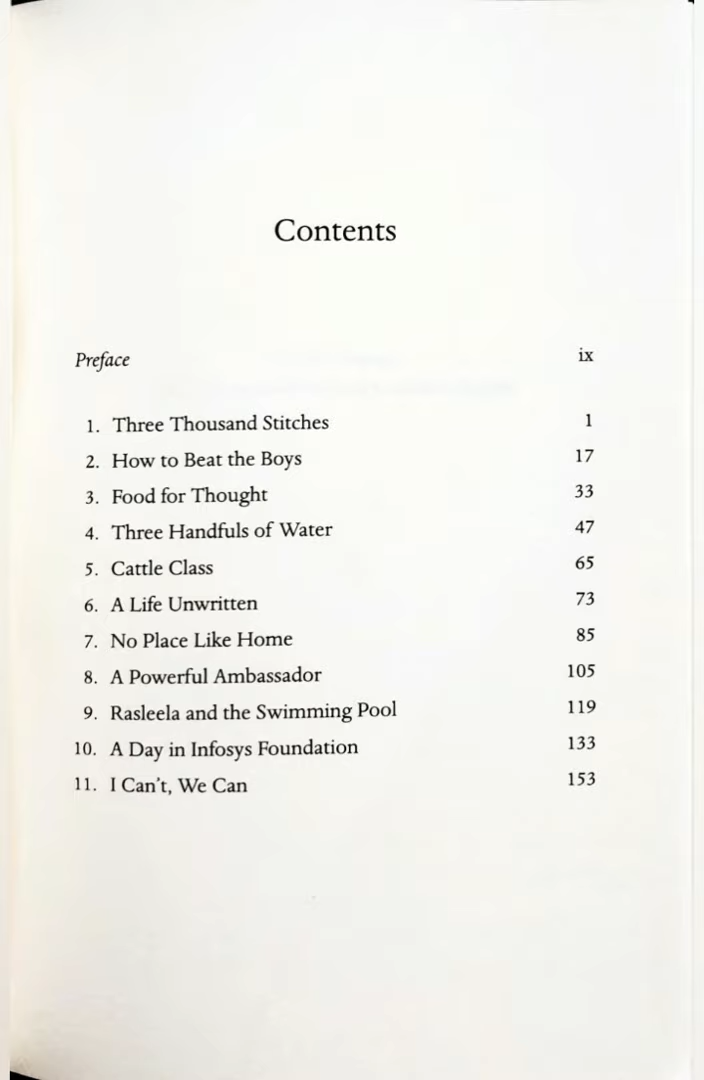 Contents
Preface ix
1. Three Thousand Stitches 1
2. How to Beat the Boys 17
3. Food for Thought 33
4. Three Handfuls of Water 47
5. Cattle Class 65
6. A Life Unwritten 73
7. No Place Like Home 85
8. A Powerful Ambassador 105
9. Rasleela and the Swimming Pool 119
10. A Day in Infosys Foundation 133
11. I Can't, We Can 153